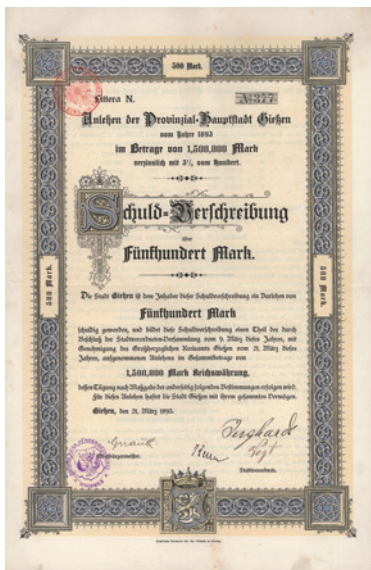 500 Mark.
Littera N.
№ 377
Anlehen der Provinzial-Hauptstadt Gießen
vom Jahre 1893
im Betrage von 1,500,000 Mark
verzinslich mit 3½ vom Hundert.
Schuld-Verschreibung
über
Fünfhundert Mark.
Die Stadt Gießen ist dem Inhaber dieser Schuldverschreibung ein Darlehen von
Fünfhundert Mark
schuldig geworden, und bildet diese Schuldverschreibung einen Theil des durch
Beschluß der Stadtverordneten-Versammlung vom 9. März dieses Jahres, mit
Genehmigung des Großherzoglichen Kreisamts Gießen vom 21. März dieses
Jahres, aufgenommenen Anlehens im Gesamtbetrage von
1,500,000 Mark Reichswährung,
dessen Tilgung nach Maßgabe der anderseitig folgenden Bestimmungen erfolgen wird.
Für dieses Anlehen haftet die Stadt Gießen mit ihrem gesammten Vermögen.
Gießen, den 21. März 1893.
Gnauth
Vogt
Stadtverordnete.
500 Mark.
500 Mark.